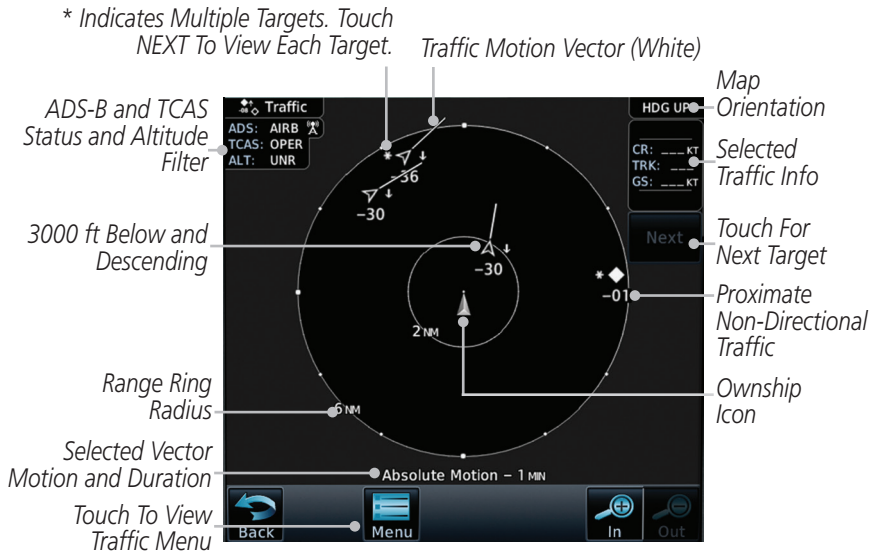 * Indicates Multiple Targets. Touch
NEXT To View Each Target.
Traffic Motion Vector (White)
Map
Orientation
ADS-B and TCAS
Status and Altitude
Filter
Traffic
-08
HDG UP
ADS: AIRB
TCAS: OPER
ALT: UNR
CR: ___KT
TRK: ___
GS: ___KT
Selected
Traffic Info
*
-36
-30
3000 ft Below and
Descending
Next
Touch For
Next Target
-30
*
-01
Proximate
Non-Directional
Traffic
2 NM
Range Ring
Radius
6 NM
Ownship
Icon
Selected Vector
Motion and Duration
Absolute Motion – 1 MIN
Touch To View
Traffic Menu
Back
Menu
In
Out